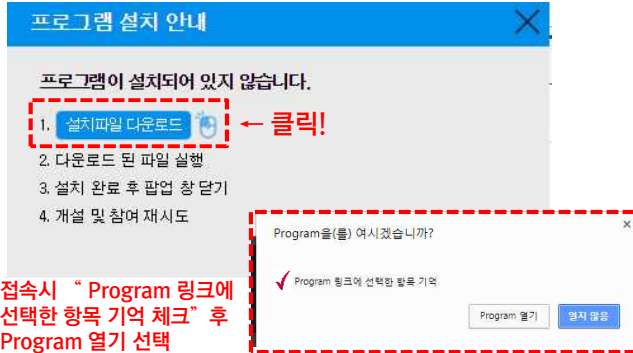 프로그램 설치 안내
프로그램이 설치되어 있지 않습니다.
1. 설치파일 다운로드 ← 클릭!
2. 다운로드 된 파일 실행
3. 설치 완료 후 팝업 창 닫기
4. 개설 및 참여 재시도
Program을(를) 여시겠습니까?
Program 링크에 선택한 항목 기억
Program 열기 열지 않음
접속시 “ Program 링크에
선택한 항목 기억 체크” 후
Program 열기 선택